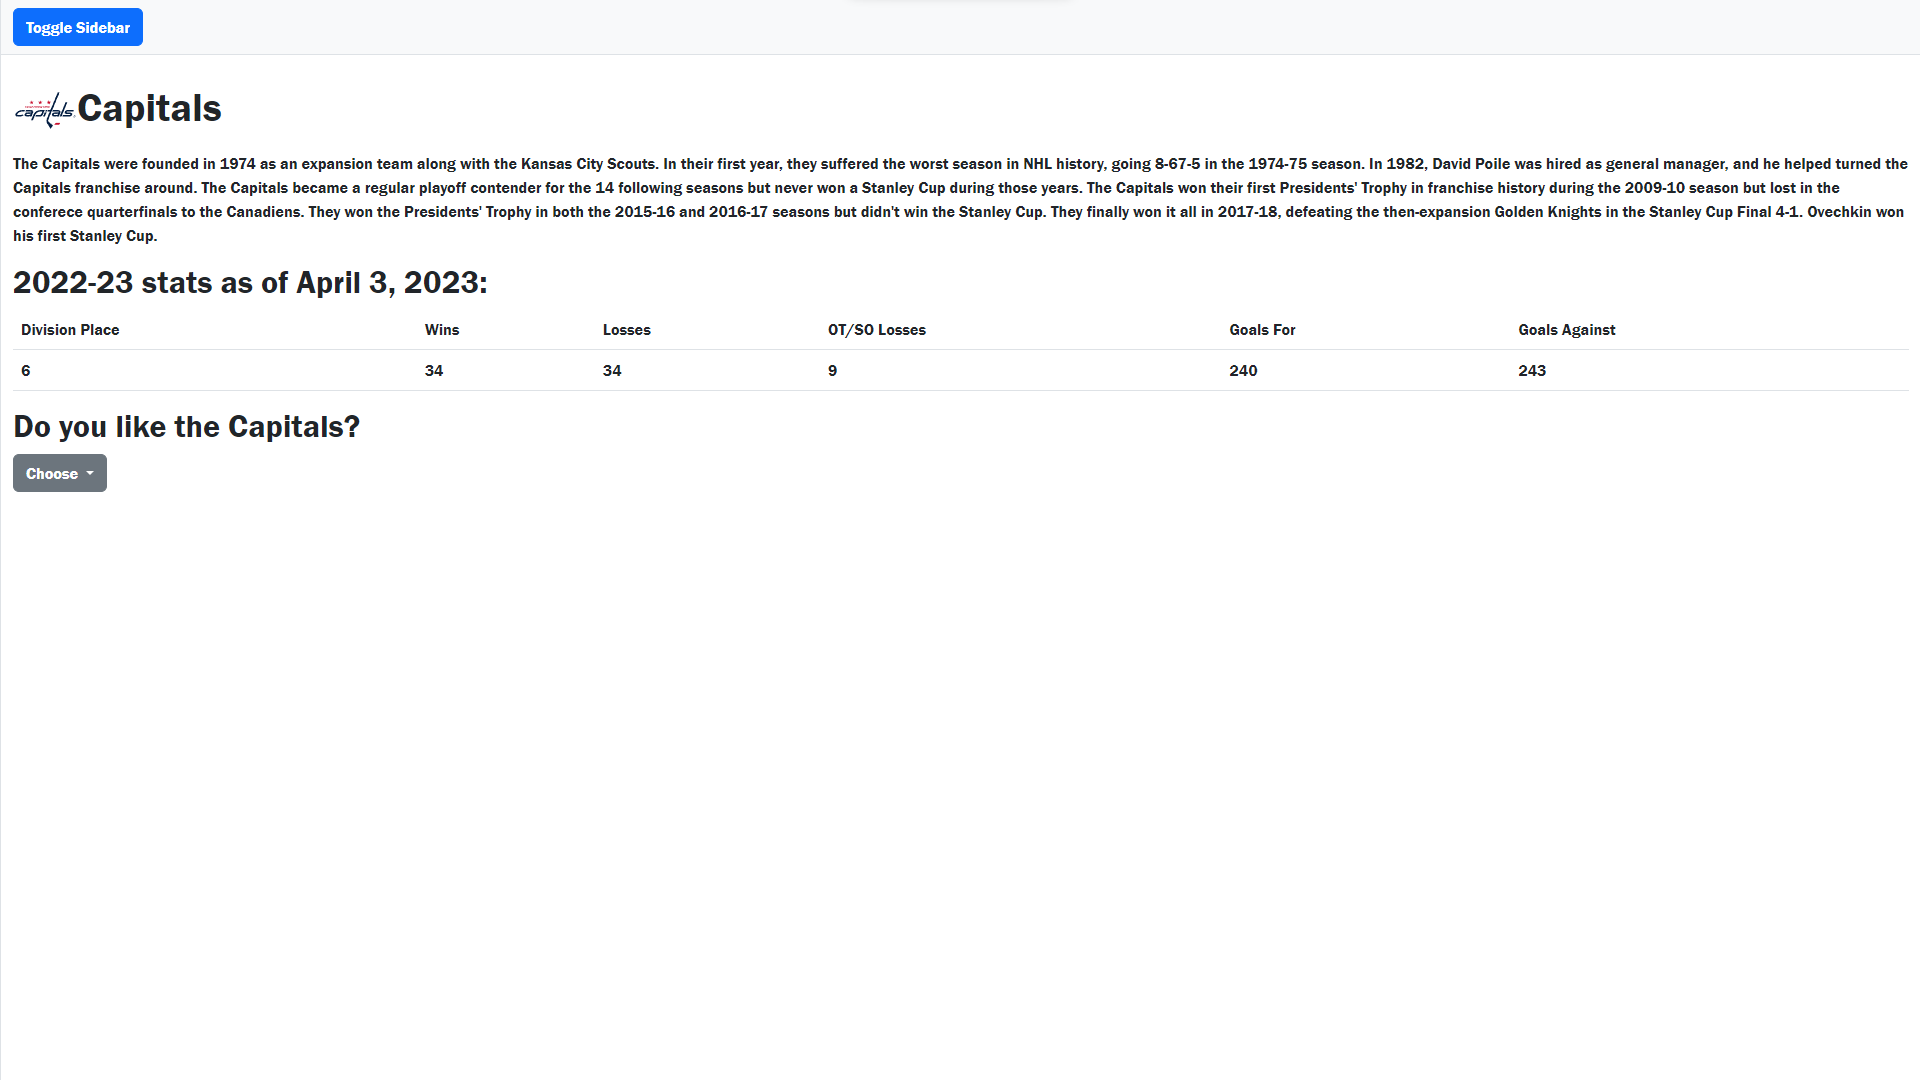 Toggle Sidebar
capitals Capitals
The Capitals were founded in 1974 as an expansion team along with the Kansas City Scouts. In their first year, they suffered the worst season in NHL history, going 8-67-5 in the 1974-75 season. In 1982, David Poile was hired as general manager, and he helped turned the
Capitals franchise around. The Capitals became a regular playoff contender for the 14 following seasons but never won a Stanley Cup during those years. The Capitals won their first Presidents' Trophy in franchise history during the 2009-10 season but lost in the
conferece quarterfinals to the Canadiens. They won the Presidents' Trophy in both the 2015-16 and 2016-17 seasons but didn't win the Stanley Cup. They finally won it all in 2017-18, defeating the then-expansion Golden Knights in the Stanley Cup Final 4-1. Ovechkin won
his first Stanley Cup.
2022-23 stats as of April 3, 2023:
Division Place Wins Losses OT/SO Losses Goals For Goals Against
6 34 34 9 240 243
Do you like the Capitals?
Choose